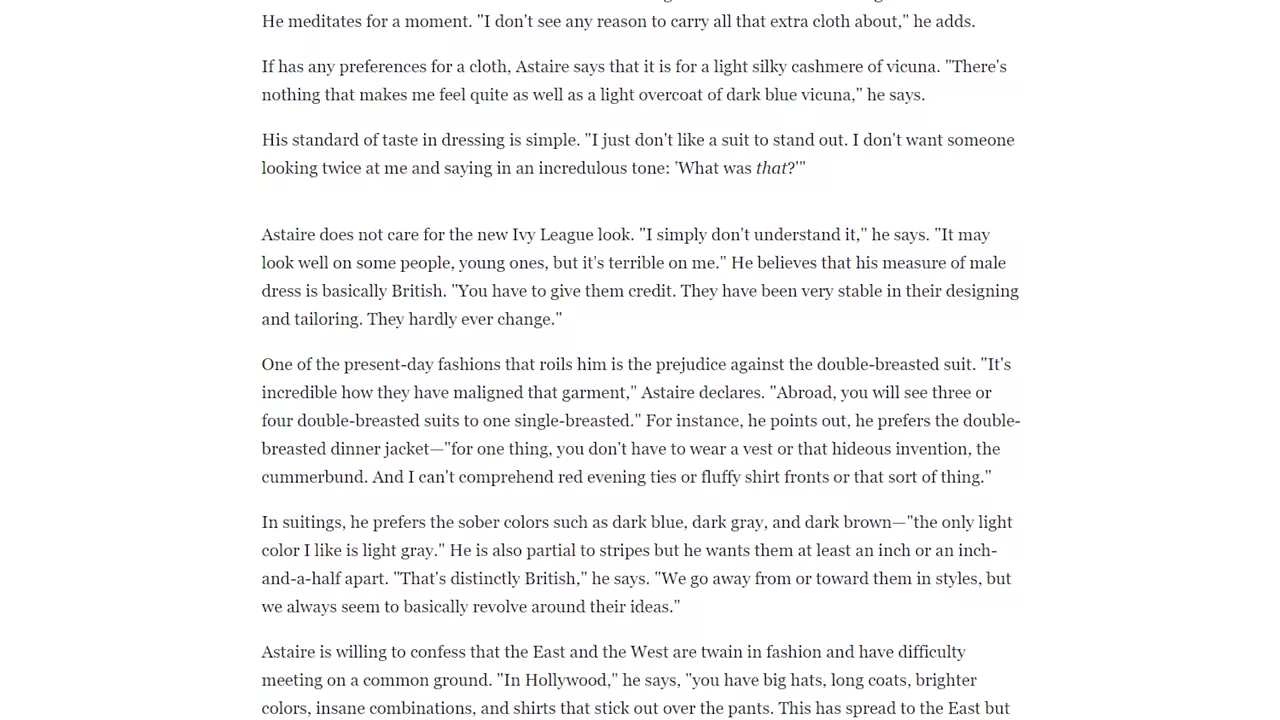 He meditates for a moment. "I don't see any reason to carry all that extra cloth about," he adds.
If has any preferences for a cloth, Astaire says that it is for a light silky cashmere of vicuna. "There's
nothing that makes me feel quite as well as a light overcoat of dark blue vicuna," he says.
His standard of taste in dressing is simple. "I just don't like a suit to stand out. I don't want someone
looking twice at me and saying in an incredulous tone: 'What was that?'"
Astaire does not care for the new Ivy League look. "I simply don't understand it," he says. "It may
look well on some people, young ones, but it's terrible on me." He believes that his measure of male
dress is basically British. "You have to give them credit. They have been very stable in their designing
and tailoring. They hardly ever change."
One of the present-day fashions that roils him is the prejudice against the double-breasted suit. "It's
incredible how they have maligned that garment," Astaire declares. "Abroad, you will see three or
four double-breasted suits to one single-breasted." For instance, he points out, he prefers the double-
breasted dinner jacket—"for one thing, you don't have to wear a vest or that hideous invention, the
cummerbund. And I can't comprehend red evening ties or fluffy shirt fronts or that sort of thing."
In suitings, he prefers the sober colors such as dark blue, dark gray, and dark brown—"the only light
color I like is light gray." He is also partial to stripes but he wants them at least an inch or an inch-
and-a-half apart. "That's distinctly British," he says. "We go away from or toward them in styles, but
we always seem to basically revolve around their ideas."
Astaire is willing to confess that the East and the West are twain in fashion and have difficulty
meeting on a common ground. "In Hollywood," he says, "you have big hats, long coats, brighter
colors, insane combinations, and shirts that stick out over the pants. This has spread to the East but